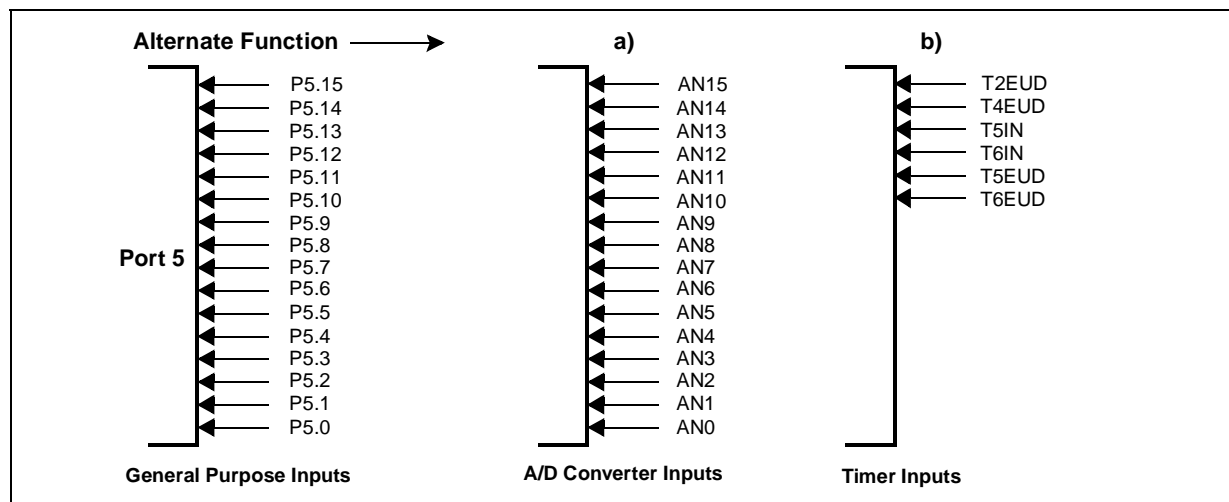 Alternate Function a) b)
P5.15 AN15 T2EUD
P5.14 AN14 T4EUD
P5.13 AN13 T5IN
P5.12 AN12 T6IN
P5.11 AN11 T5EUD
P5.10 AN10 T6EUD
P5.9 AN9
P5.8 AN8
Port 5
P5.7 AN7
P5.6 AN6
P5.5 AN5
P5.4 AN4
P5.3 AN3
P5.2 AN2
P5.1 AN1
P5.0 AN0
General Purpose Inputs A/D Converter Inputs Timer Inputs